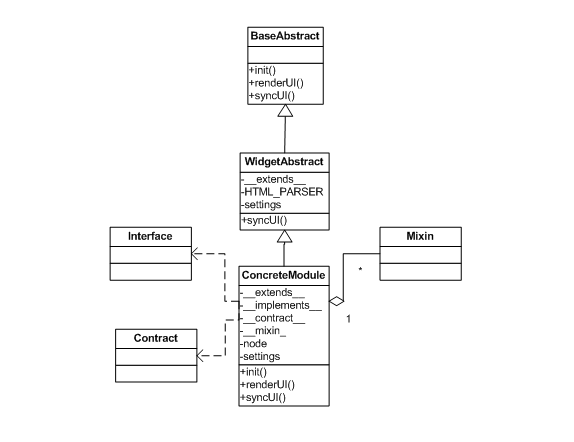 BaseAbstract
+init()
+renderUI()
+syncUI()
WidgetAbstract
-__extends__
-HTML_PARSER
-settings
+syncUI()
Interface
Mixin
*
1
ConcreteModule
-__extends__
-__implements__
-__contract__
-__mixin_
-node
-settings
+init()
+renderUI()
+syncUI()
Contract